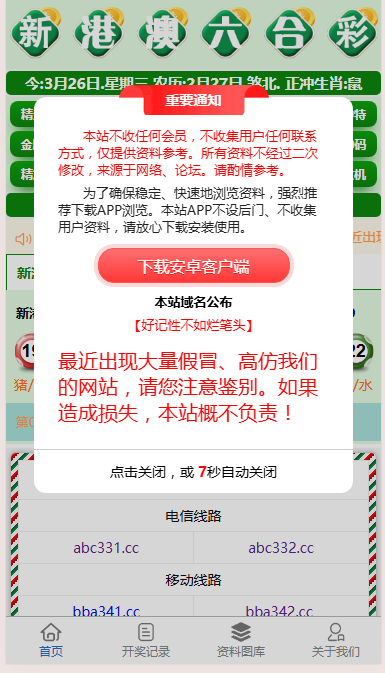 新港澳六合彩
今:3月26日.星期三 农历:2月27日 煞北. 正冲生肖:鼠
重要通知
本站不收任何会员，不收集用户任何联系
方式，仅提供资料参考。所有资料不经过二次
修改，来源于网络、论坛。请酌情参考。
为了确保稳定、快速地浏览资料，强烈推
荐下载APP浏览。本站APP不设后门、不收集
用户资料，请放心下载安装使用。
下载安卓客户端
本站域名公布
【好记性不如烂笔头】
最近出现大量假冒、高仿我们
的网站，请您注意鉴别。如果
造成损失，本站概不负责！
点击关闭，或 7秒自动关闭
电信线路
abc331.cc abc332.cc
移动线路
bba341.cc bba342.cc
首页 开奖记录 资料图库 关于我们